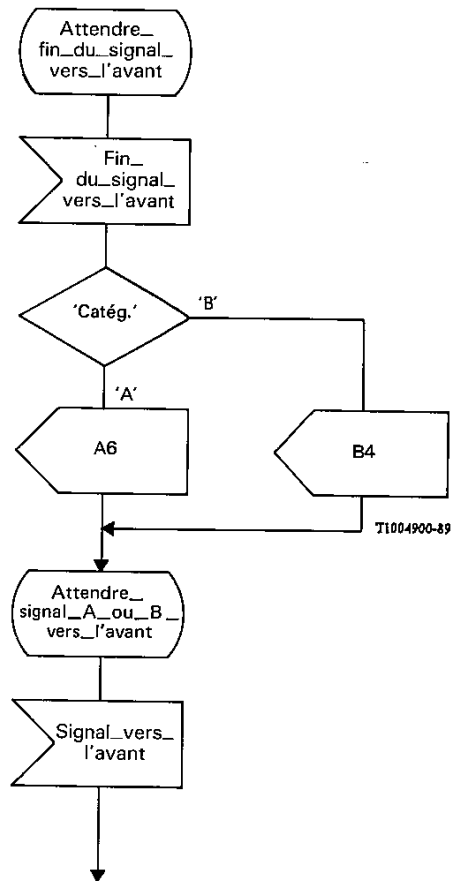 Attendre_
fin_du_signal_
vers_l'avant
Fin_
du_signal_
vers_l'avant
'Catég.'
'B'
'A'
A6
B4
T1004900-89
Attendre_
signal_A_ou_B_
vers_l'avant
Signal_vers_
l'avant